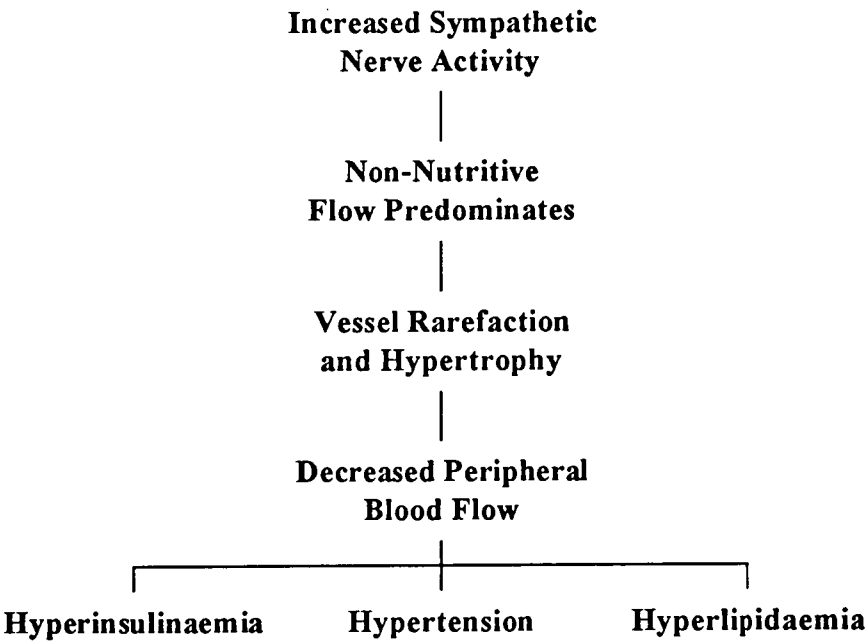 Increased Sympathetic
Nerve Activity
Non-Nutritive
Flow Predominates
Vessel Rarefaction
and Hypertrophy
Decreased Peripheral
Blood Flow
Hyperinsulinaemia
Hypertension
Hyperlipidaemia